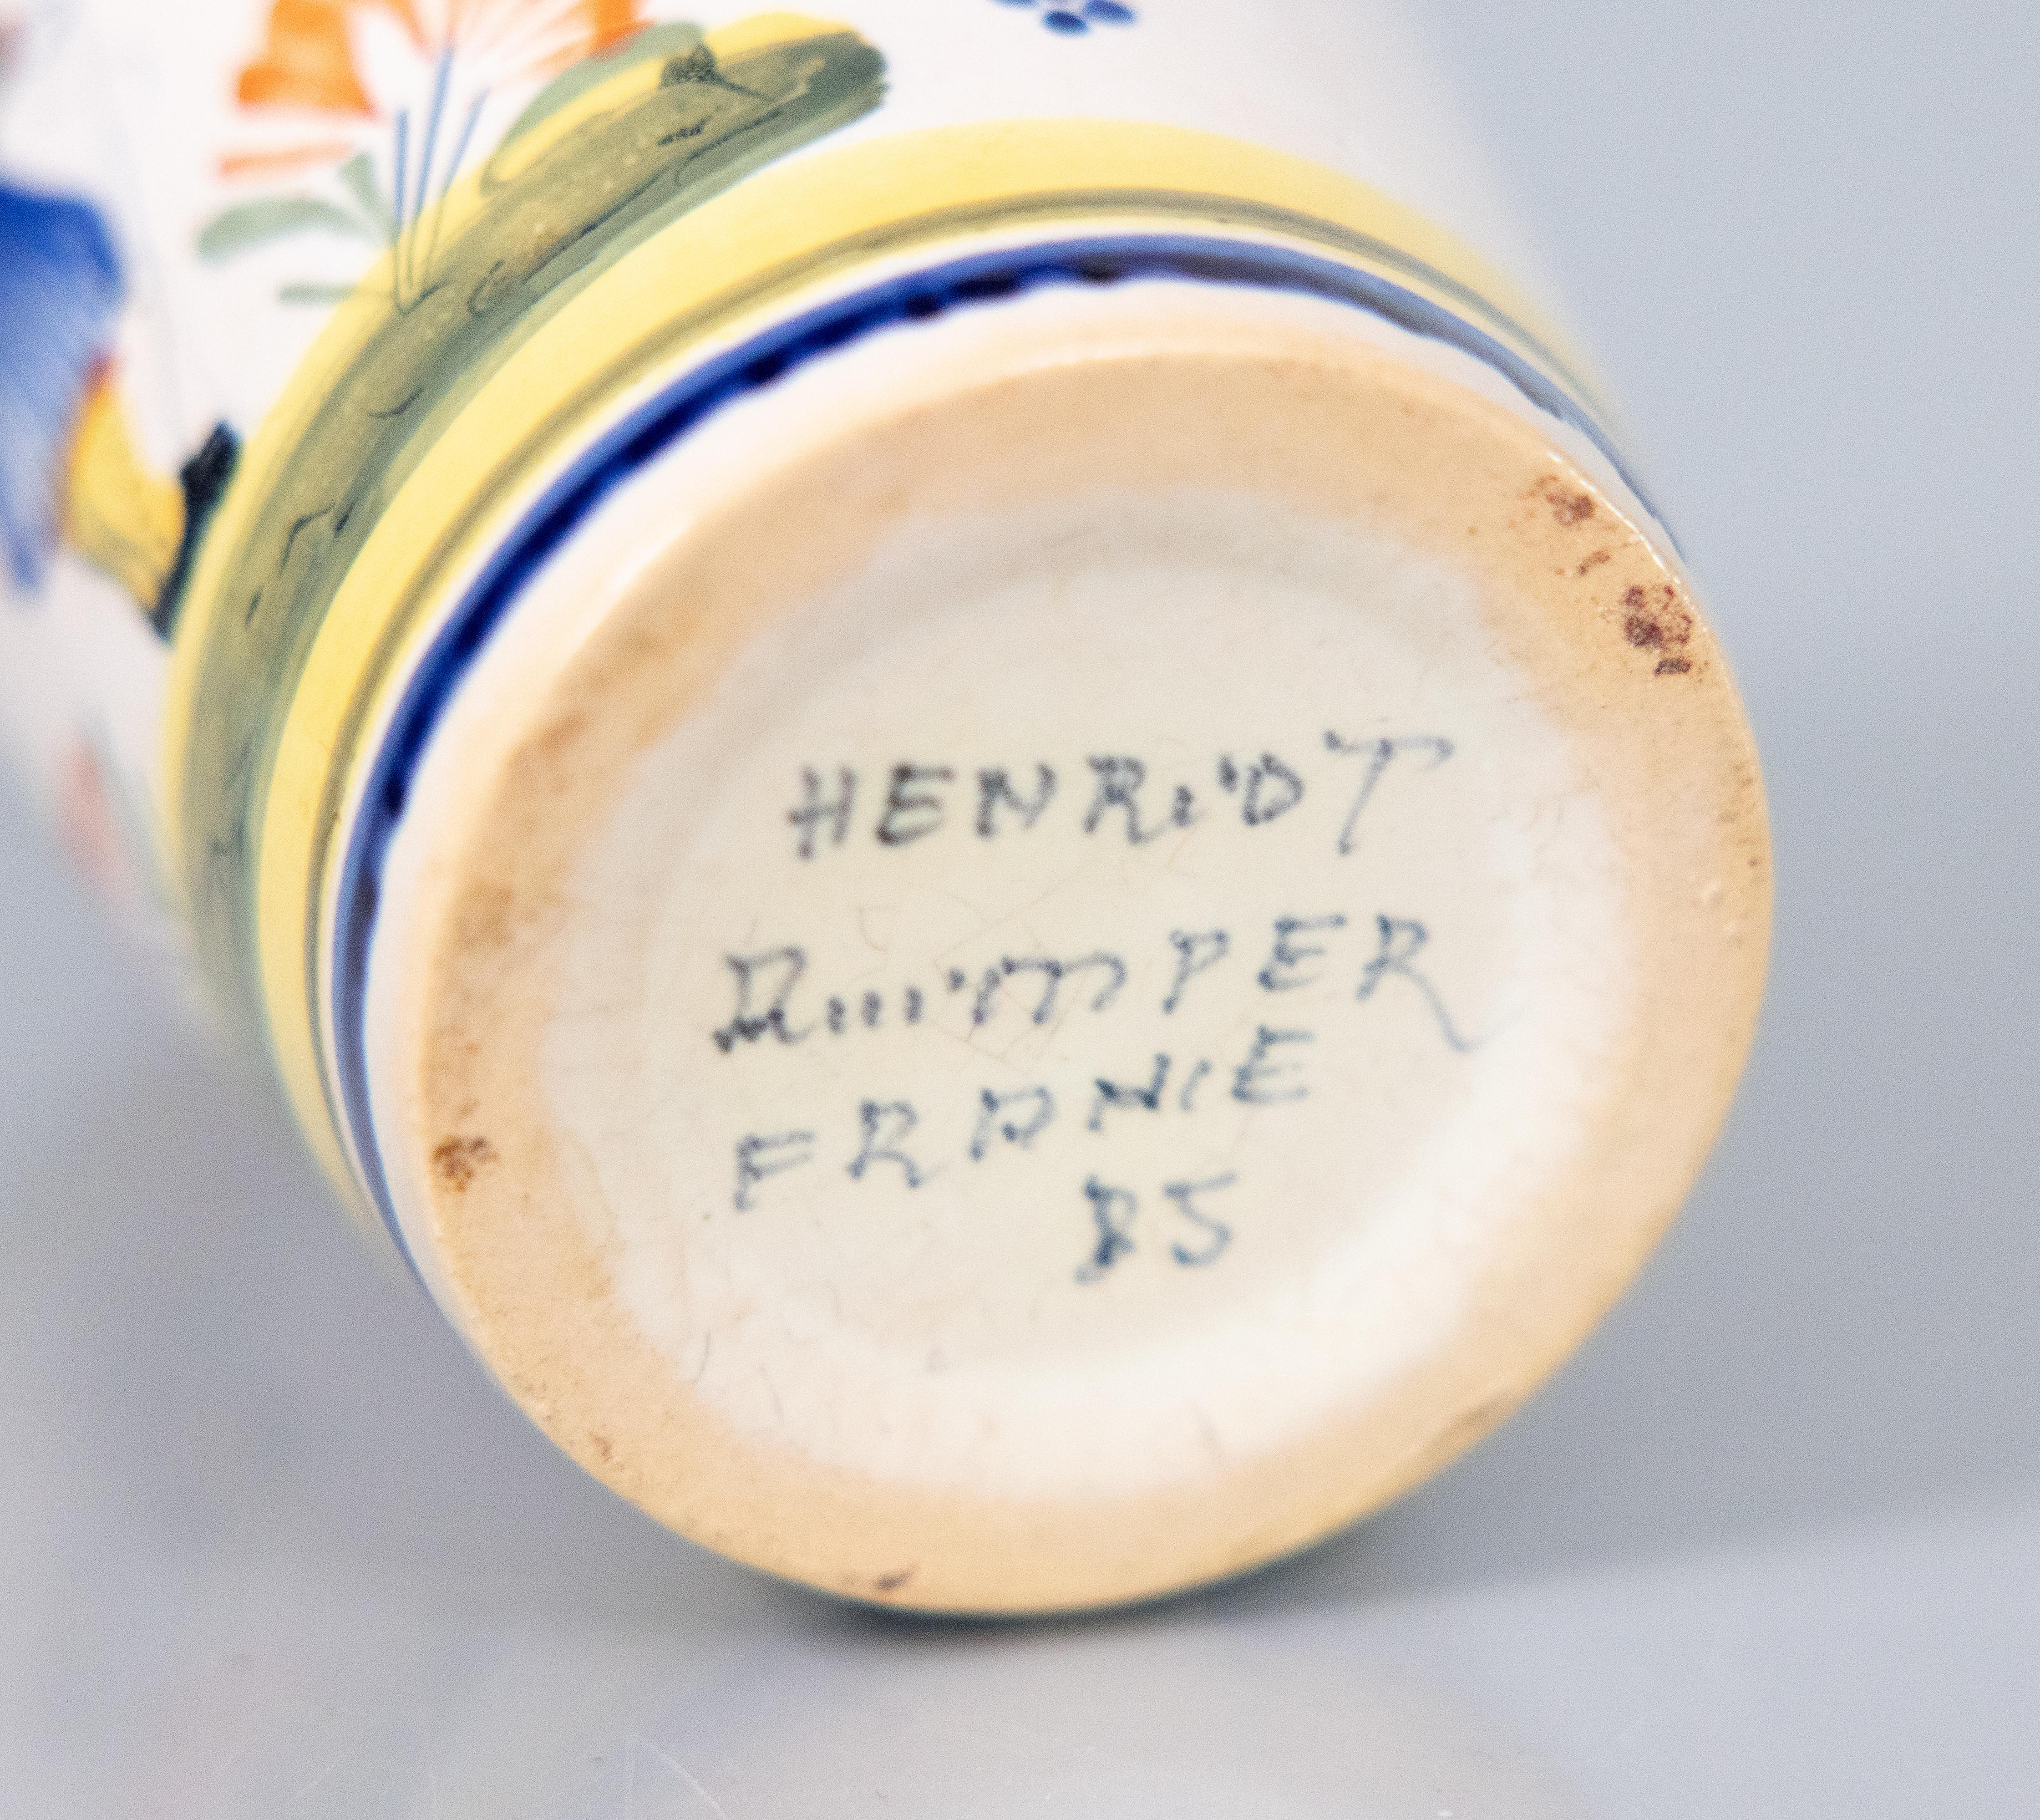 HENRIOT
QUIMPER
FRANCE
85